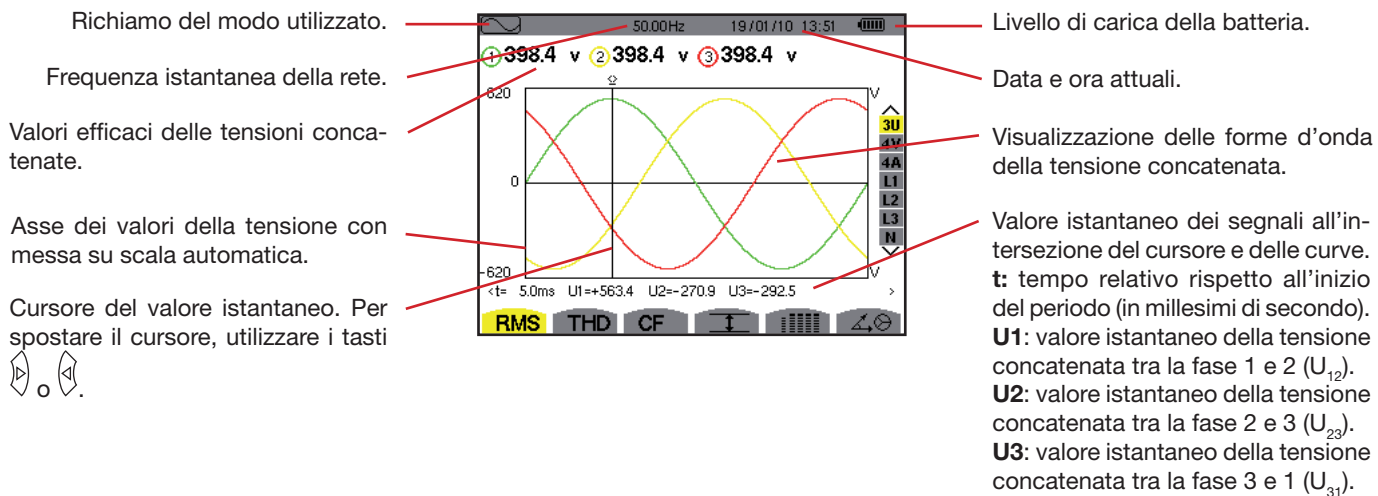 Richiamo del modo utilizzato.
Frequenza istantanea della rete.
Valori efficaci delle tensioni conca-
tenate.
Asse dei valori della tensione con
messa su scala automatica.
Cursore del valore istantaneo. Per
spostare il cursore, utilizzare i tasti
o .
50.00Hz 19/01/10 13:51
1 398.4 v 2 398.4 v 3 398.4 v
620 V
0
-620 V
3U
4V
4A
L1
L2
L3
N
<t= 5.0ms U1=+563.4 U2=-270.9 U3=-292.5 >
RMS THD CF
Livello di carica della batteria.
Data e ora attuali.
Visualizzazione delle forme d'onda
della tensione concatenata.
Valore istantaneo dei segnali all'in-
tersezione del cursore e delle curve.
t: tempo relativo rispetto all'inizio
del periodo (in millesimi di secondo).
U1: valore istantaneo della tensione
concatenata tra la fase 1 e 2 (U12).
U2: valore istantaneo della tensione
concatenata tra la fase 2 e 3 (U23).
U3: valore istantaneo della tensione
concatenata tra la fase 3 e 1 (U31).